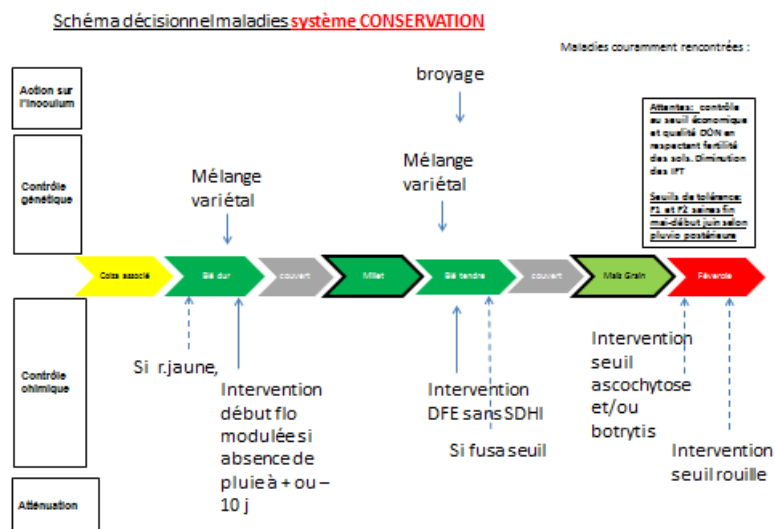 Schéma décisionnel maladies système CONSERVATION
Maladies couramment rencontrées :
Action sur
l'Inoculum
broyage
Attentes: contrôle
au seuil économique
et qualité DON en
respectant fertilité
des sols. Diminution
des IFT
Seuils de tolérance:
F1 et F2 saines fin
mai-début juin selon
pluvio postérieure
Contrôle
génétique
Mélange
variétal
Mélange
variétal
Colza associé
Blé dur
couvert
Millet
Blé tendre
couvert
Maïs Grain
Féverole
Contrôle
chimique
Si r.jaune,
Intervention
début flo
modulée si
absence de
pluie à + ou –
10 j
Intervention
DFE sans SDHI
Si fusa seuil
Intervention
seuil
ascochytose
et/ou
botrytis
Intervention
seuil rouille
Atténuation